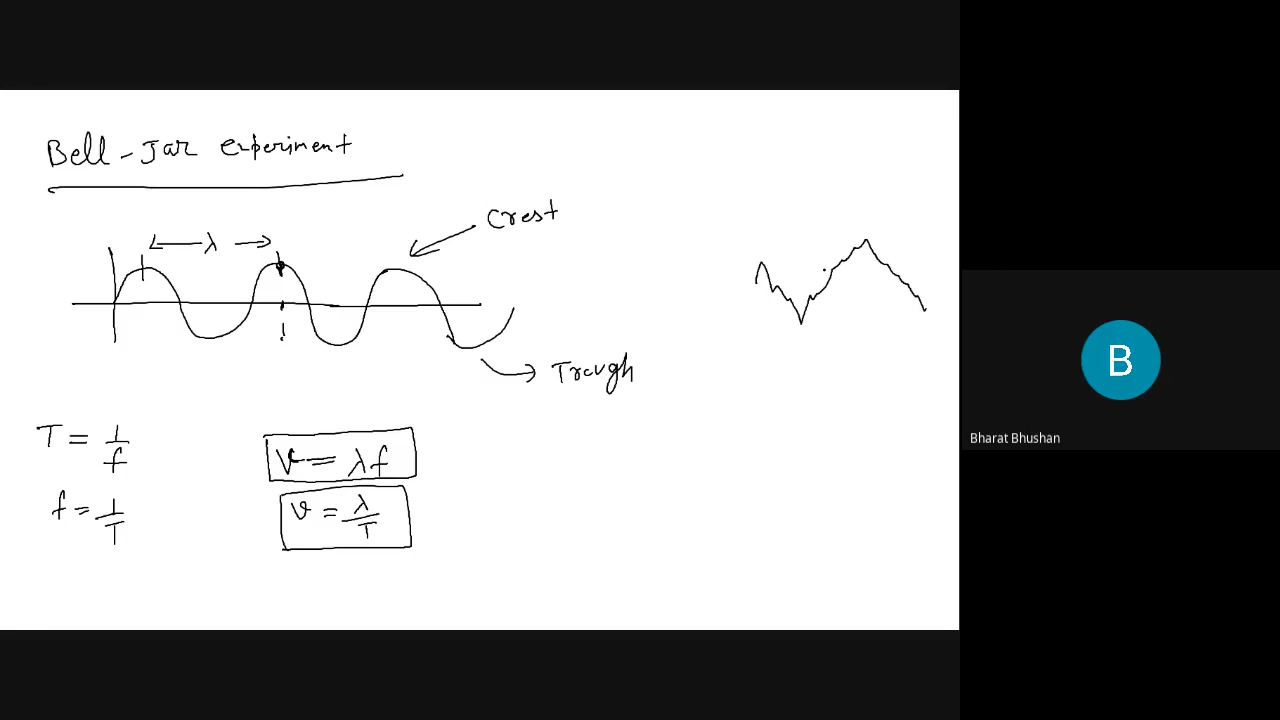 Bell - Jar experiment
λ
Crest
Trough
T = 1/f
v = λf
f = 1/T
v = λ/T
B
Bharat Bhushan